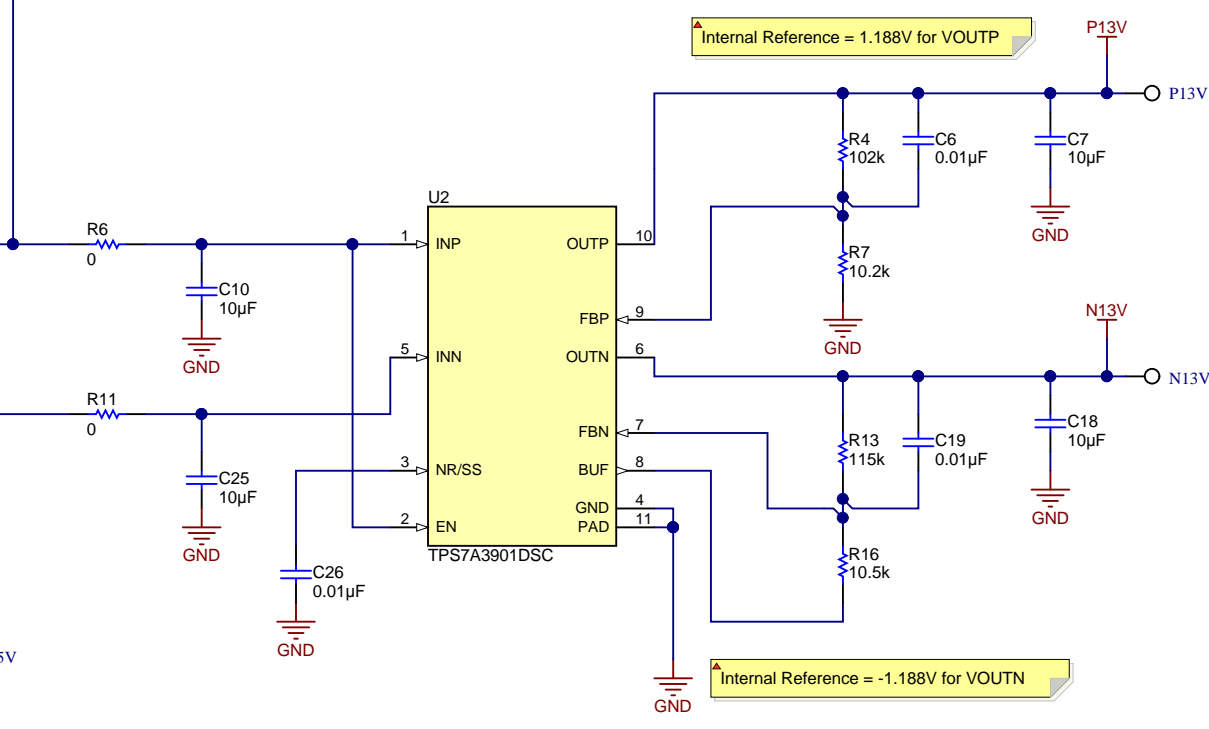 Internal Reference = 1.188V for VOUTP
P13V
P13V
R4
102k
C6
0.01µF
C7
10µF
GND
U2
R6
0
C10
10µF
GND
1
INP
OUTP
10
R7
10.2k
GND
FBP
9
5
INN
OUTN
6
N13V
N13V
R11
0
C25
10µF
GND
FBN
7
R13
115k
C19
0.01µF
C18
10µF
GND
3
NR/SS
BUF
8
GND
4
2
EN
PAD
11
TPS7A3901DSC
R16
10.5k
C26
0.01µF
GND
5V
GND
Internal Reference = -1.188V for VOUTN